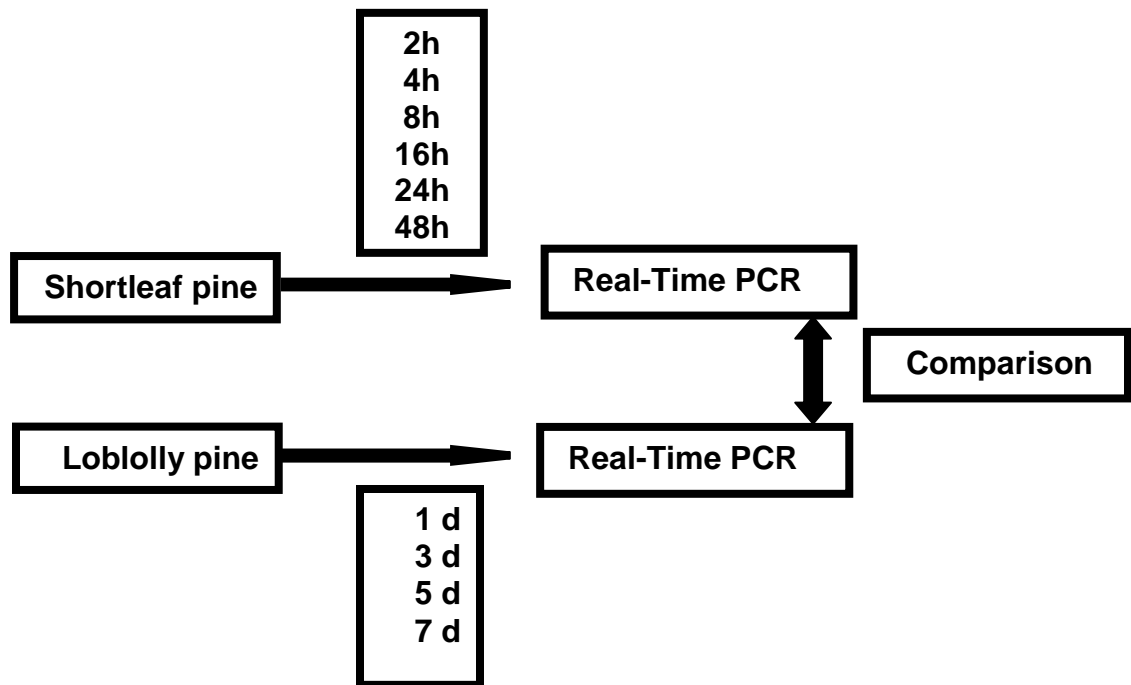 2h
4h
8h
16h
24h
48h
Shortleaf pine
Real-Time PCR
Comparison
Loblolly pine
Real-Time PCR
1 d
3 d
5 d
7 d